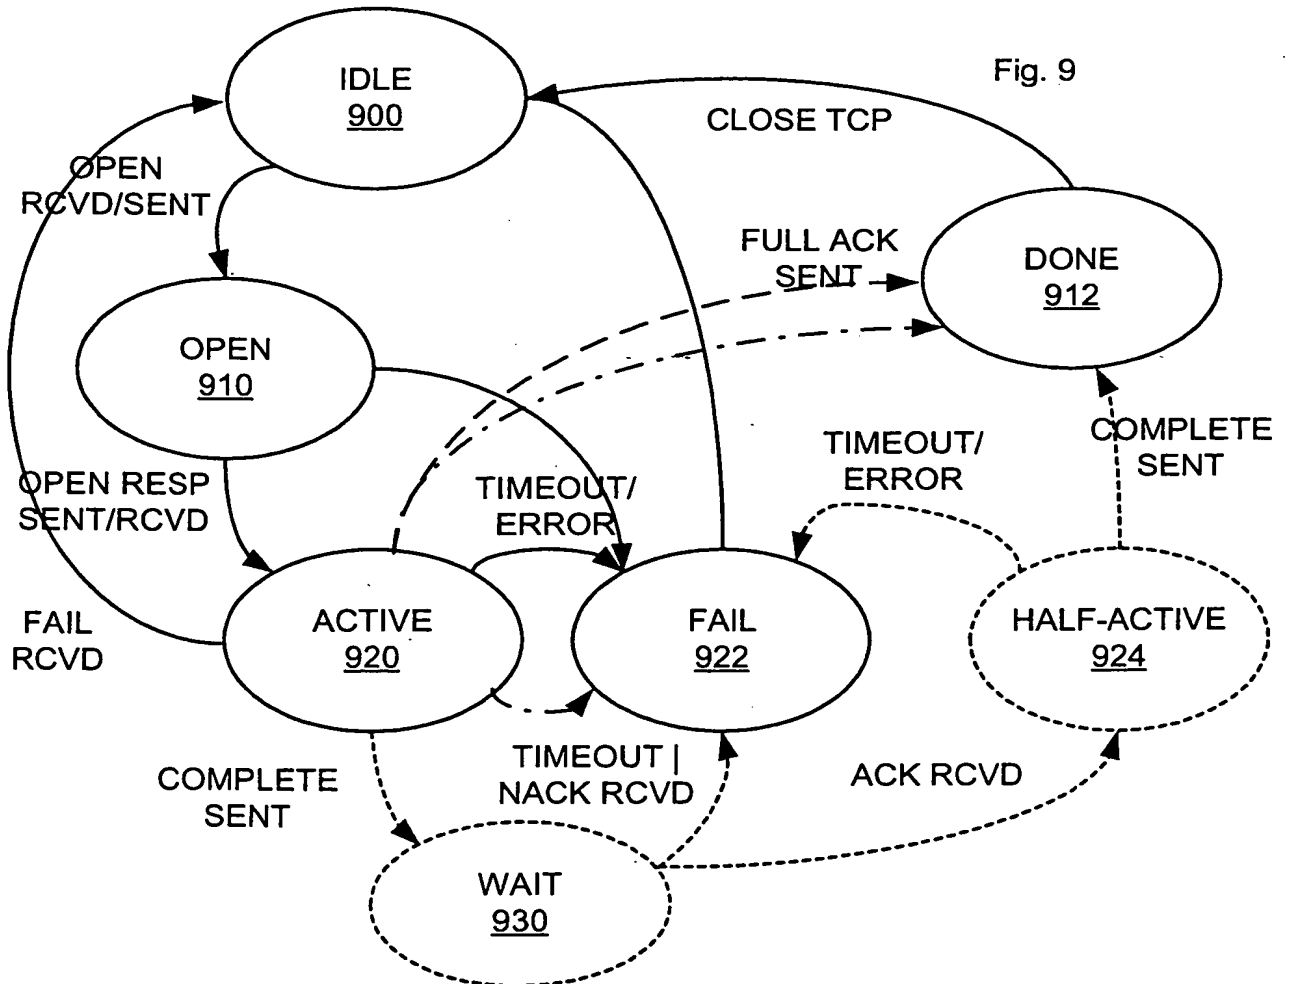 IDLE
900
Fig. 9
CLOSE TCP
OPEN
RCVD/SENT
FULL ACK
SENT
DONE
912
OPEN
910
OPEN RESP
SENT/RCVD
TIMEOUT/
ERROR
TIMEOUT/
ERROR
COMPLETE
SENT
FAIL
RCVD
ACTIVE
920
FAIL
922
HALF-ACTIVE
924
COMPLETE
SENT
TIMEOUT |
NACK RCVD
ACK RCVD
WAIT
930